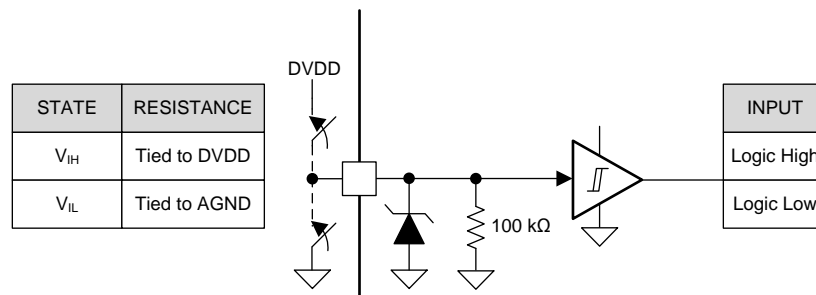 DVDD
STATE RESISTANCE
V_IH Tied to DVDD
V_IL Tied to AGND
100 kΩ
INPUT
Logic High
Logic Low